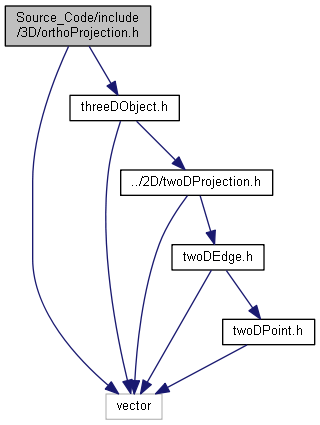 Source_Code/include
/3D/orthoProjection.h
threeDObject.h
../2D/twoDProjection.h
twoDEdge.h
twoDPoint.h
vector